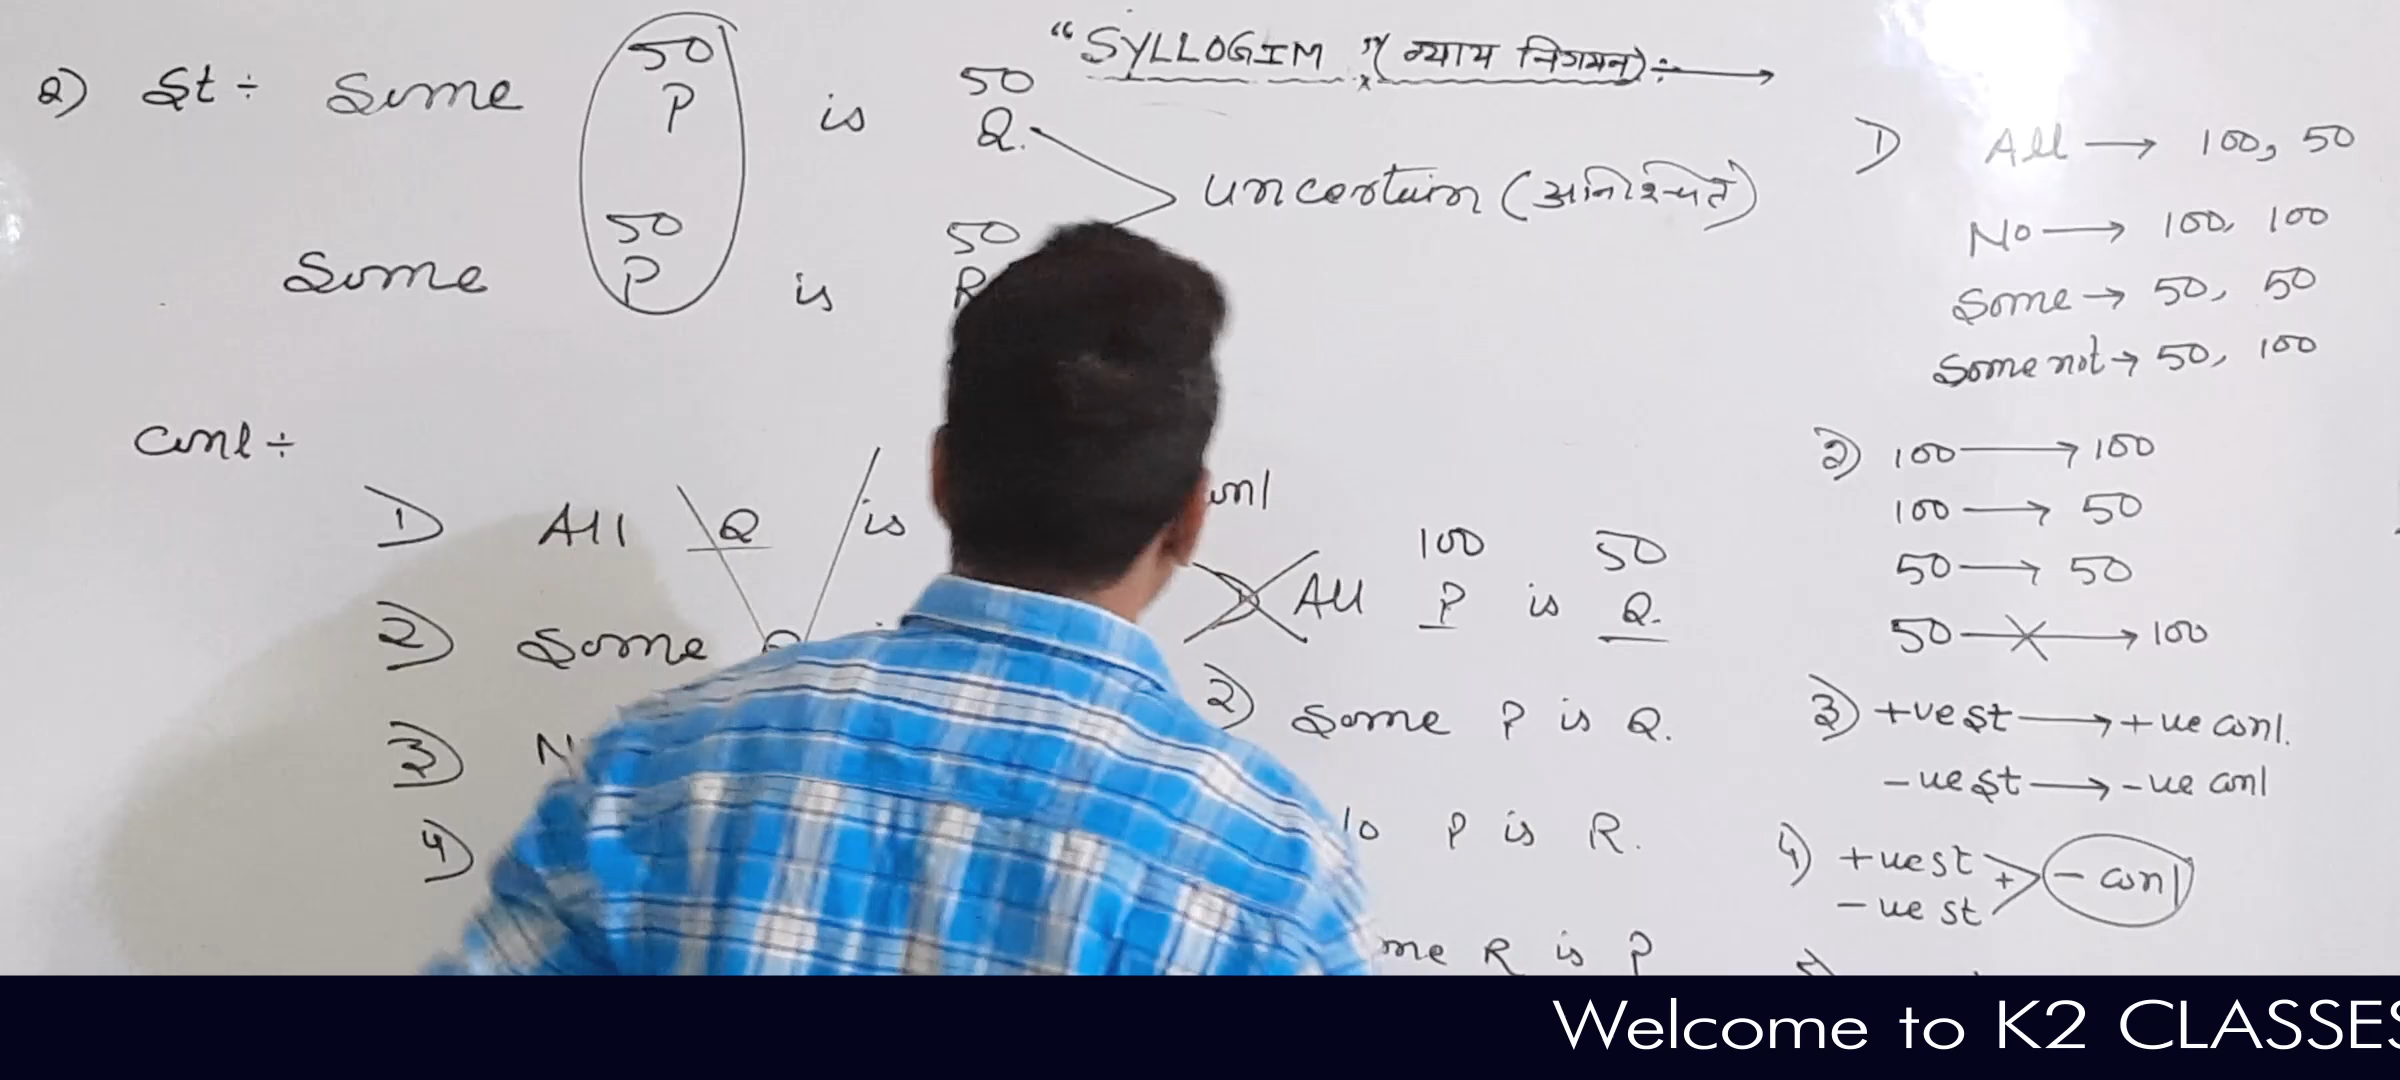 "SYLLOGIM" (न्याय निगमन) ÷ →
2) St ÷ Some P is Q.
50 50
Some P is R
50 50
uncertain (अनिश्चित)
Conl ÷
1) All Q is
2) Some Q
3) N
4)
onl
100 50
All P is Q.
2) Some P is Q.
No P is R.
me R is P
1) All → 100, 50
No → 100, 100
Some → 50, 50
Some not → 50, 100
2) 100 → 100
100 → 50
50 → 50
50 → 100
3) +ve st → +ve conl.
-ve st → -ve conl
4) +ve st
+ - conl
-ve st
Welcome to K2 CLASSES